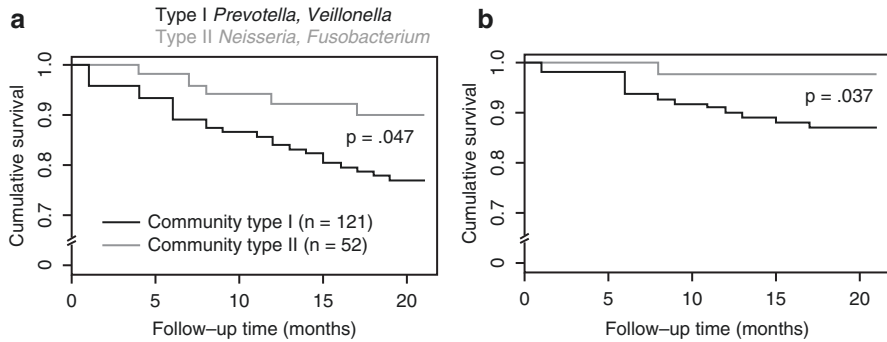 a
Type I Prevotella, Veillonella
Type II Neisseria, Fusobacterium
Cumulative survival
1.0
0.9
0.8
0.7
0
p = .047
Community type I (n = 121)
Community type II (n = 52)
0 5 10 15 20
Follow–up time (months)
b
Cumulative survival
1.0
0.9
0.8
0.7
0
p = .037
0 5 10 15 20
Follow–up time (months)